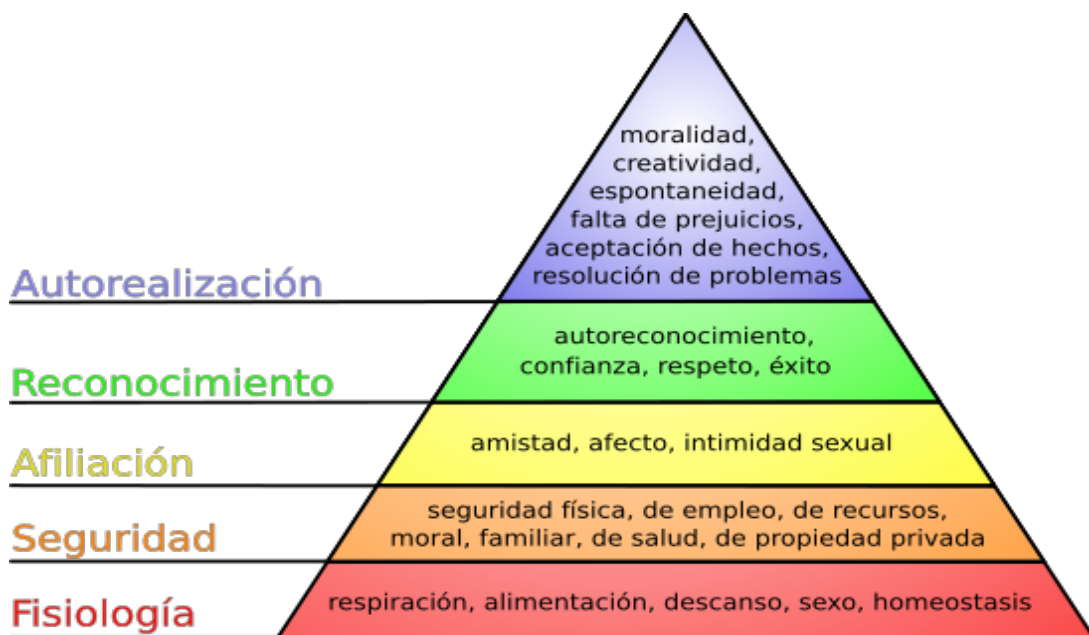 moralidad,
creatividad,
espontaneidad,
falta de prejuicios,
aceptación de hechos,
resolución de problemas
Autorealización
autoreconocimiento,
confianza, respeto, éxito
Reconocimiento
amistad, afecto, intimidad sexual
Afiliación
seguridad física, de empleo, de recursos,
moral, familiar, de salud, de propiedad privada
Seguridad
respiración, alimentación, descanso, sexo, homeostasis
Fisiología